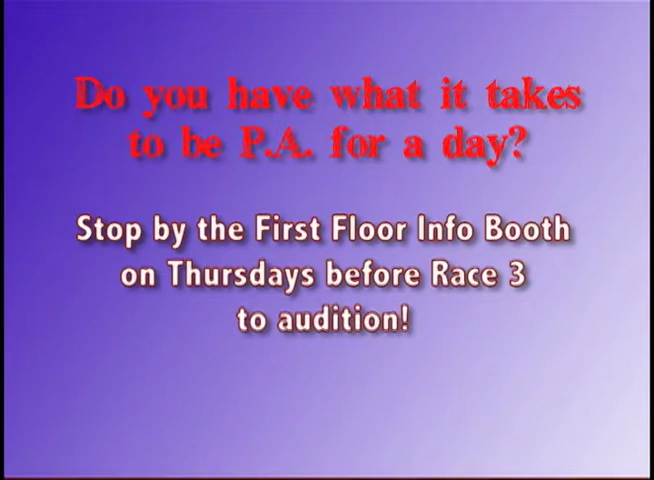 Do you have what it takes
to be P.A. for a day?
Stop by the First Floor Info Booth
on Thursdays before Race 3
to audition!